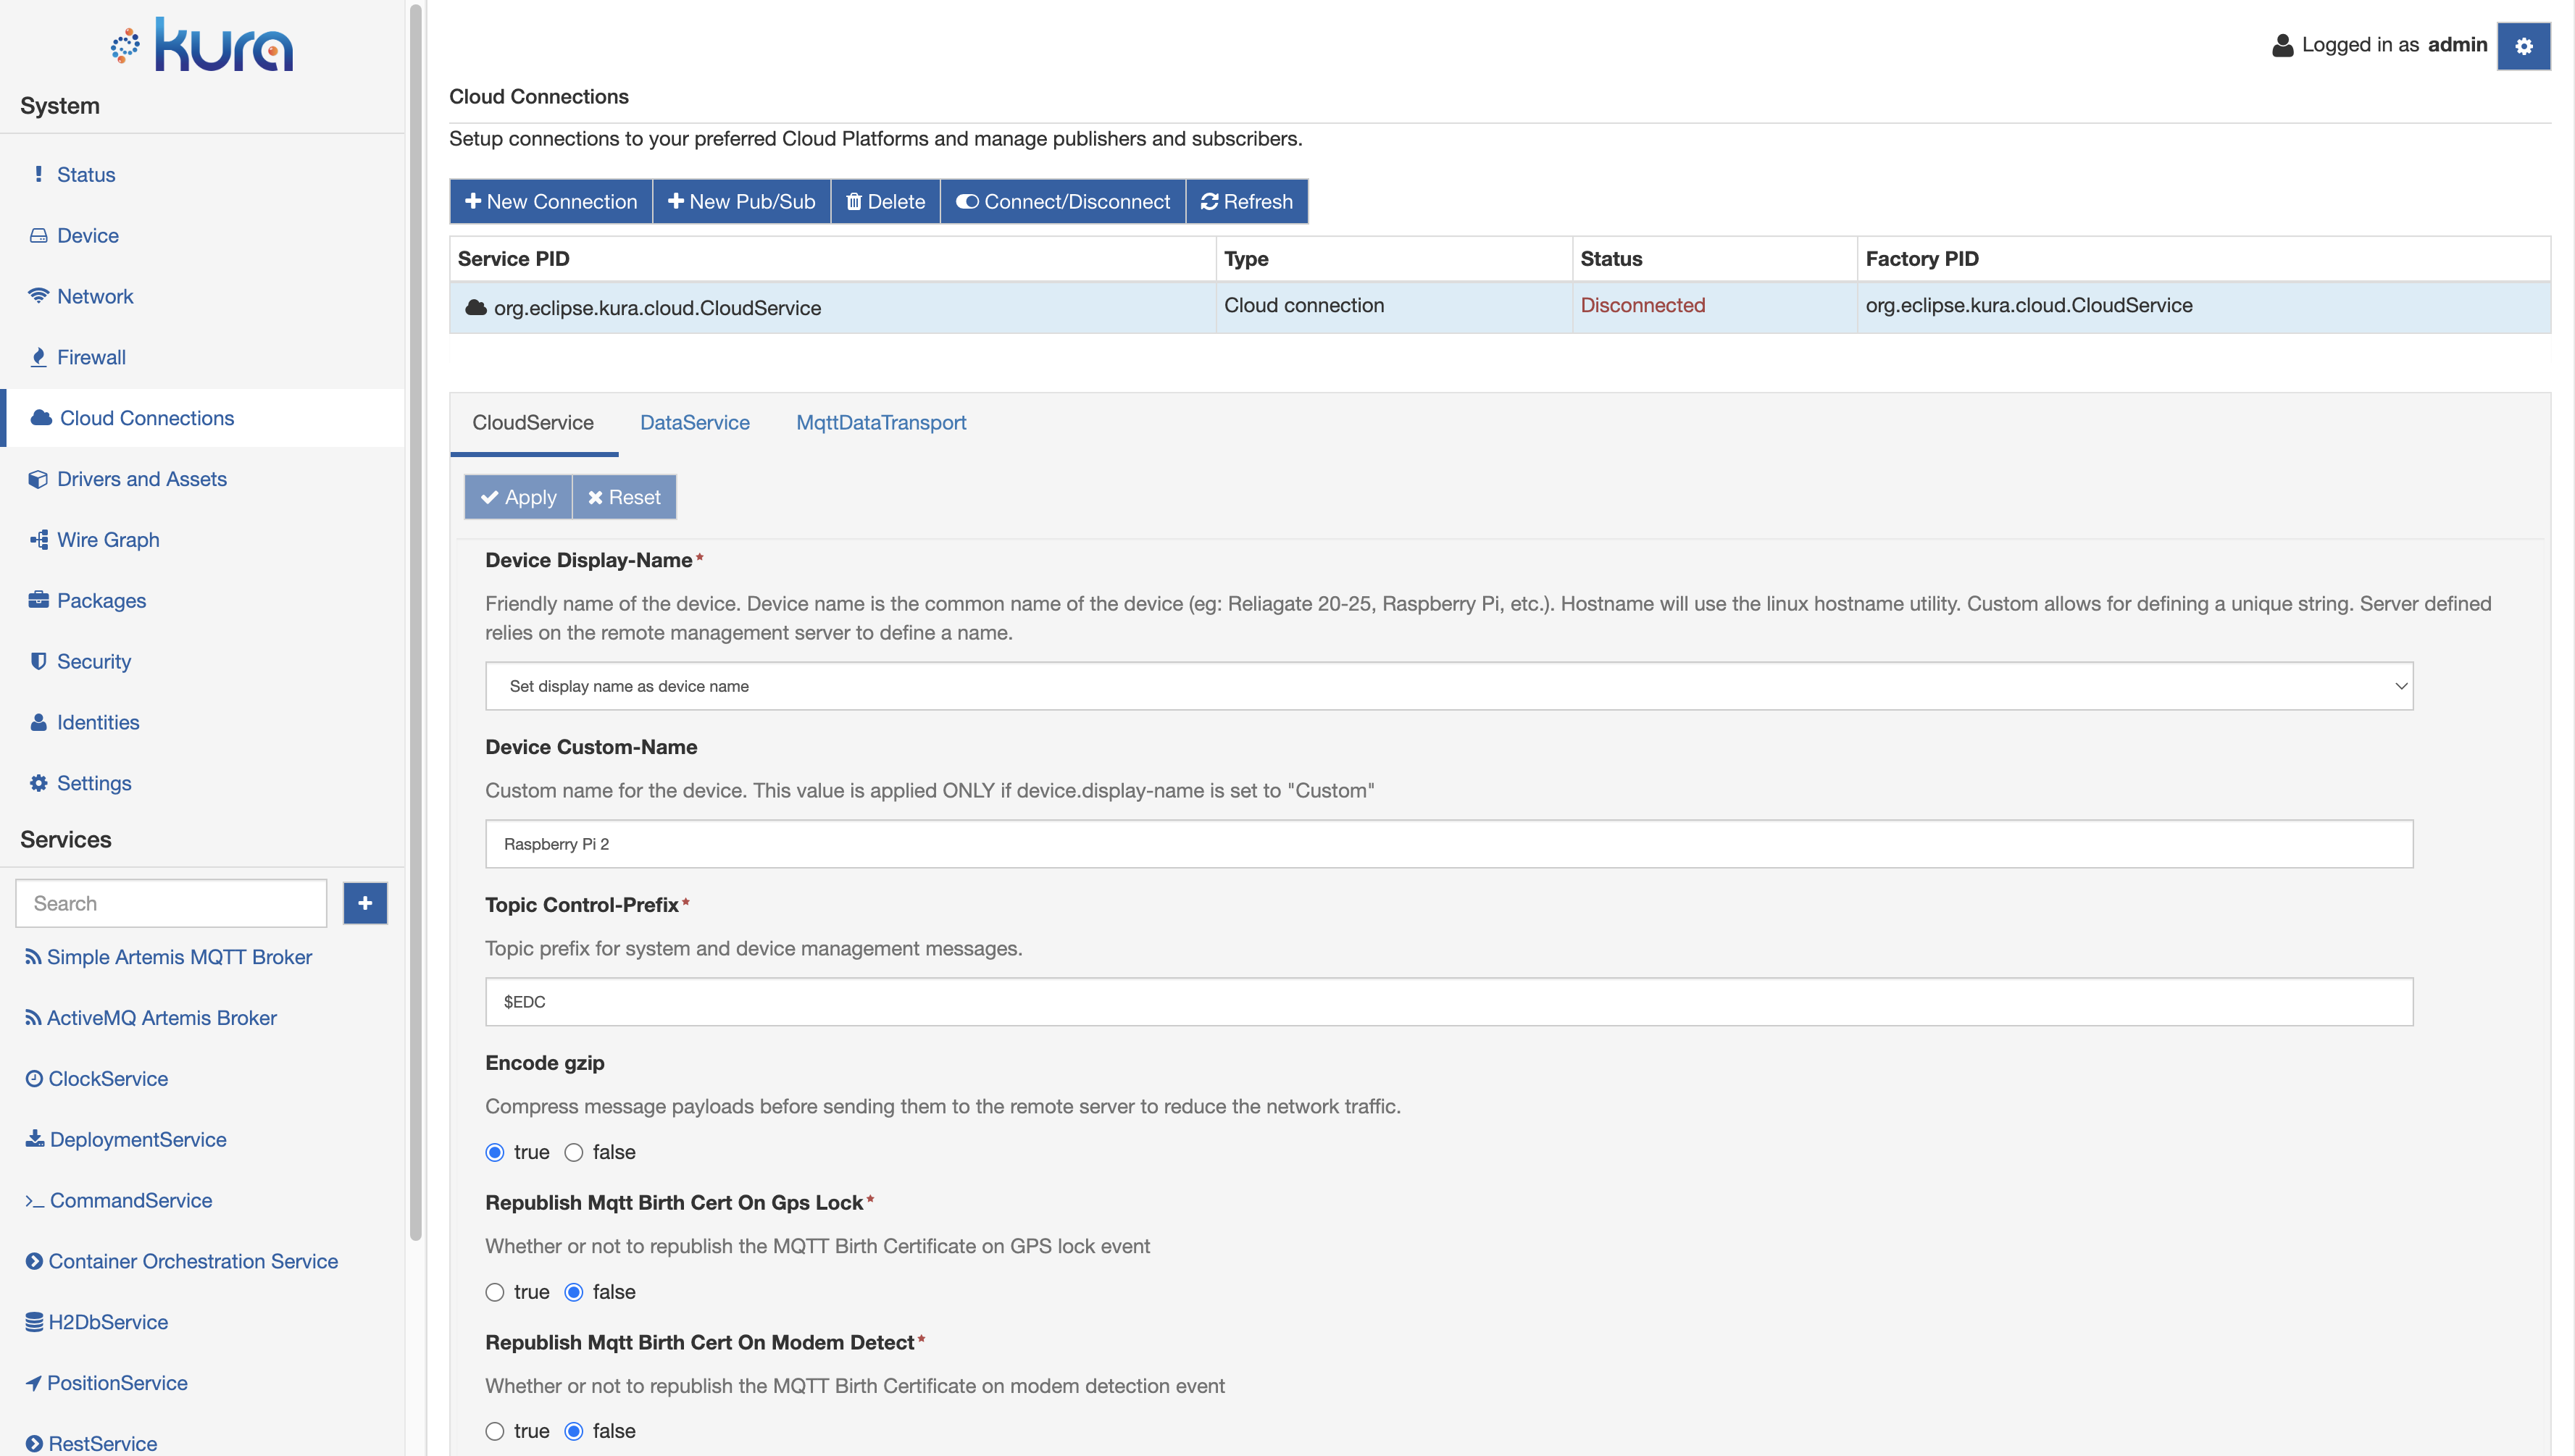 kura
System
Status
Device
Network
Firewall
Cloud Connections
Drivers and Assets
Wire Graph
Packages
Security
Identities
Settings
Services
Search
Simple Artemis MQTT Broker
ActiveMQ Artemis Broker
ClockService
DeploymentService
CommandService
Container Orchestration Service
H2DbService
PositionService
RestService
Logged in as admin
Cloud Connections
Setup connections to your preferred Cloud Platforms and manage publishers and subscribers.
New Connection New Pub/Sub Delete Connect/Disconnect Refresh
Service PID Type Status Factory PID
org.eclipse.kura.cloud.CloudService Cloud connection Disconnected org.eclipse.kura.cloud.CloudService
CloudService DataService MqttDataTransport
Apply Reset
Device Display-Name*
Friendly name of the device. Device name is the common name of the device (eg: Reliagate 20-25, Raspberry Pi, etc.). Hostname will use the linux hostname utility. Custom allows for defining a unique string. Server defined
relies on the remote management server to define a name.
Set display name as device name
Device Custom-Name
Custom name for the device. This value is applied ONLY if device.display-name is set to "Custom"
Raspberry Pi 2
Topic Control-Prefix*
Topic prefix for system and device management messages.
$EDC
Encode gzip
Compress message payloads before sending them to the remote server to reduce the network traffic.
true false
Republish Mqtt Birth Cert On Gps Lock*
Whether or not to republish the MQTT Birth Certificate on GPS lock event
true false
Republish Mqtt Birth Cert On Modem Detect*
Whether or not to republish the MQTT Birth Certificate on modem detection event
true false